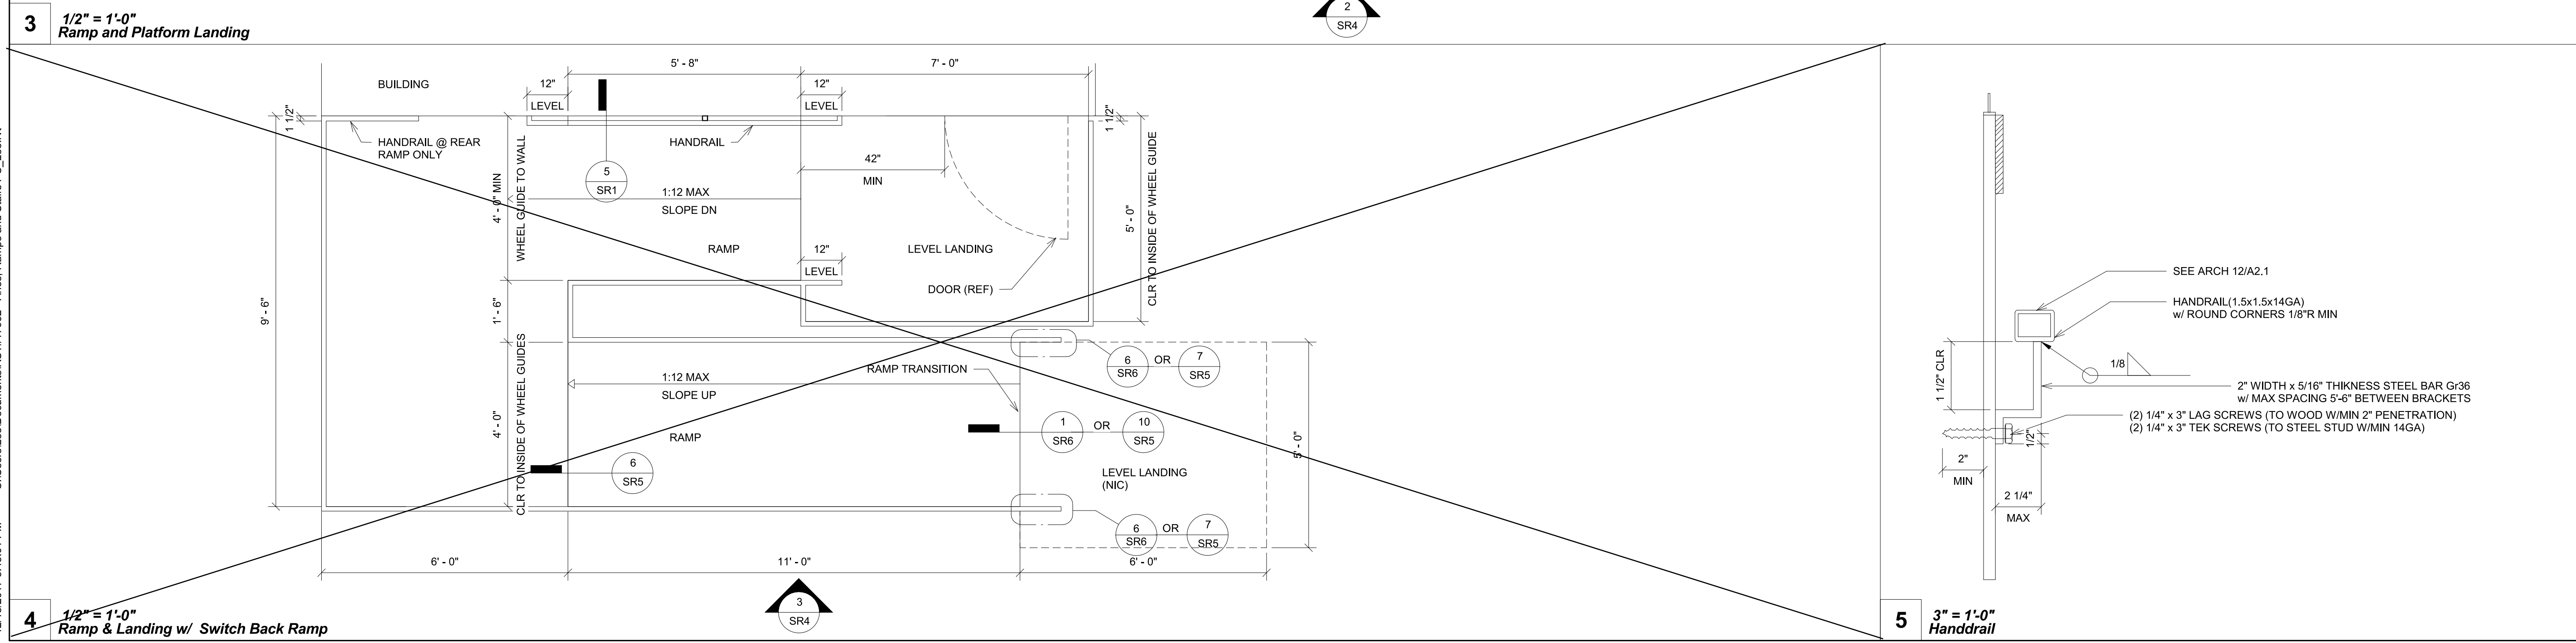 3
1/2" = 1'-0"
Ramp and Platform Landing
2
SR4
BUILDING
5' - 8"
7' - 0"
12"
LEVEL
12"
LEVEL
1 1/2"
1 1/2"
HANDRAIL @ REAR
RAMP ONLY
HANDRAIL
42"
MIN
5
SR1
1:12 MAX
SLOPE DN
4' - 0" MIN
WHEEL GUIDE TO WALL
5' - 0"
CLR TO INSIDE OF WHEEL GUIDE
RAMP
12"
LEVEL
LEVEL LANDING
DOOR (REF)
9' - 6"
1' - 6"
6
SR6
OR
7
SR5
RAMP TRANSITION
1:12 MAX
SLOPE UP
4' - 0"
CLR TO INSIDE OF WHEEL GUIDES
RAMP
1
SR6
OR
10
SR5
5' - 0"
6
SR5
LEVEL LANDING
(NIC)
6
SR6
OR
7
SR5
6' - 0"
11' - 0"
6' - 0"
3
SR4
4
1/2" = 1'-0"
Ramp & Landing w/ Switch Back Ramp
SEE ARCH 12/A2.1
HANDRAIL(1.5x1.5x14GA)
w/ ROUND CORNERS 1/8"R MIN
1 1/2" CLR
1/8
2" WIDTH x 5/16" THIKNESS STEEL BAR Gr36
w/ MAX SPACING 5'-6" BETWEEN BRACKETS
(2) 1/4" x 3" LAG SCREWS (TO WOOD W/MIN 2" PENETRATION)
(2) 1/4" x 3" TEK SCREWS (TO STEEL STUD W/MIN 14GA)
1/2"
2"
MIN
2 1/4"
MAX
5
3" = 1'-0"
Handdrail